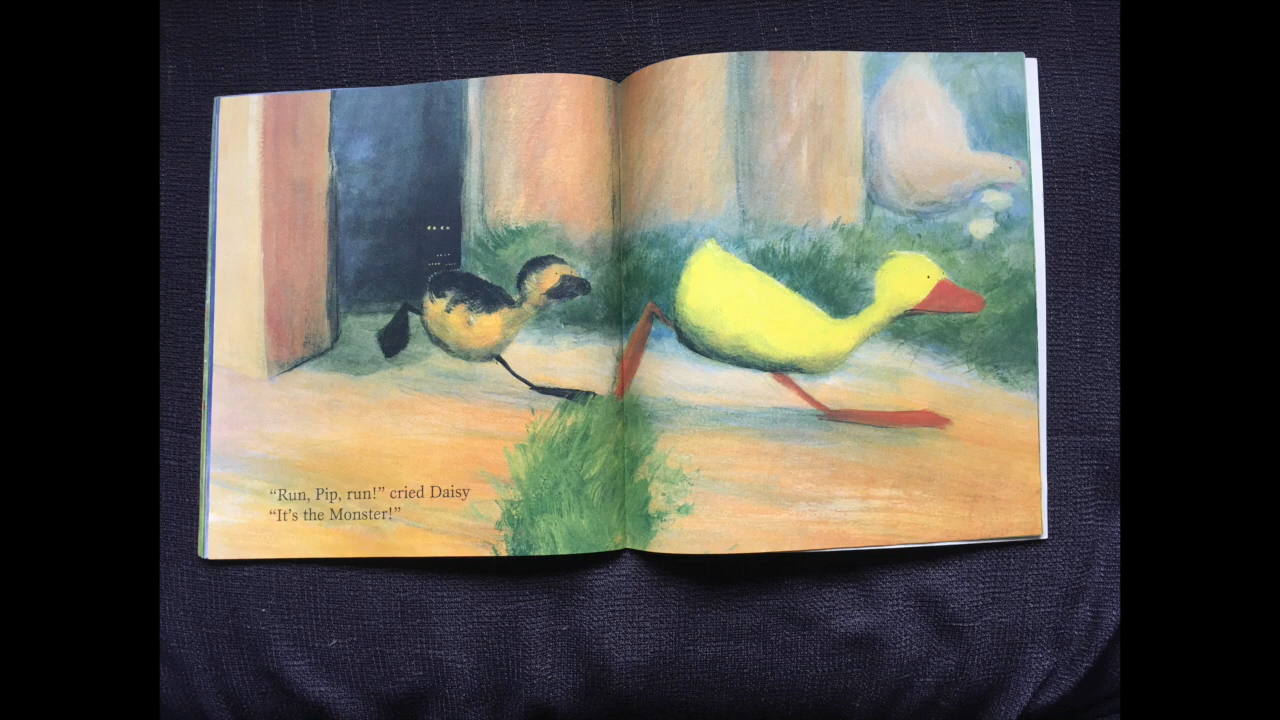 “Run, Pip, run!” cried Daisy
“It’s the Monster!”